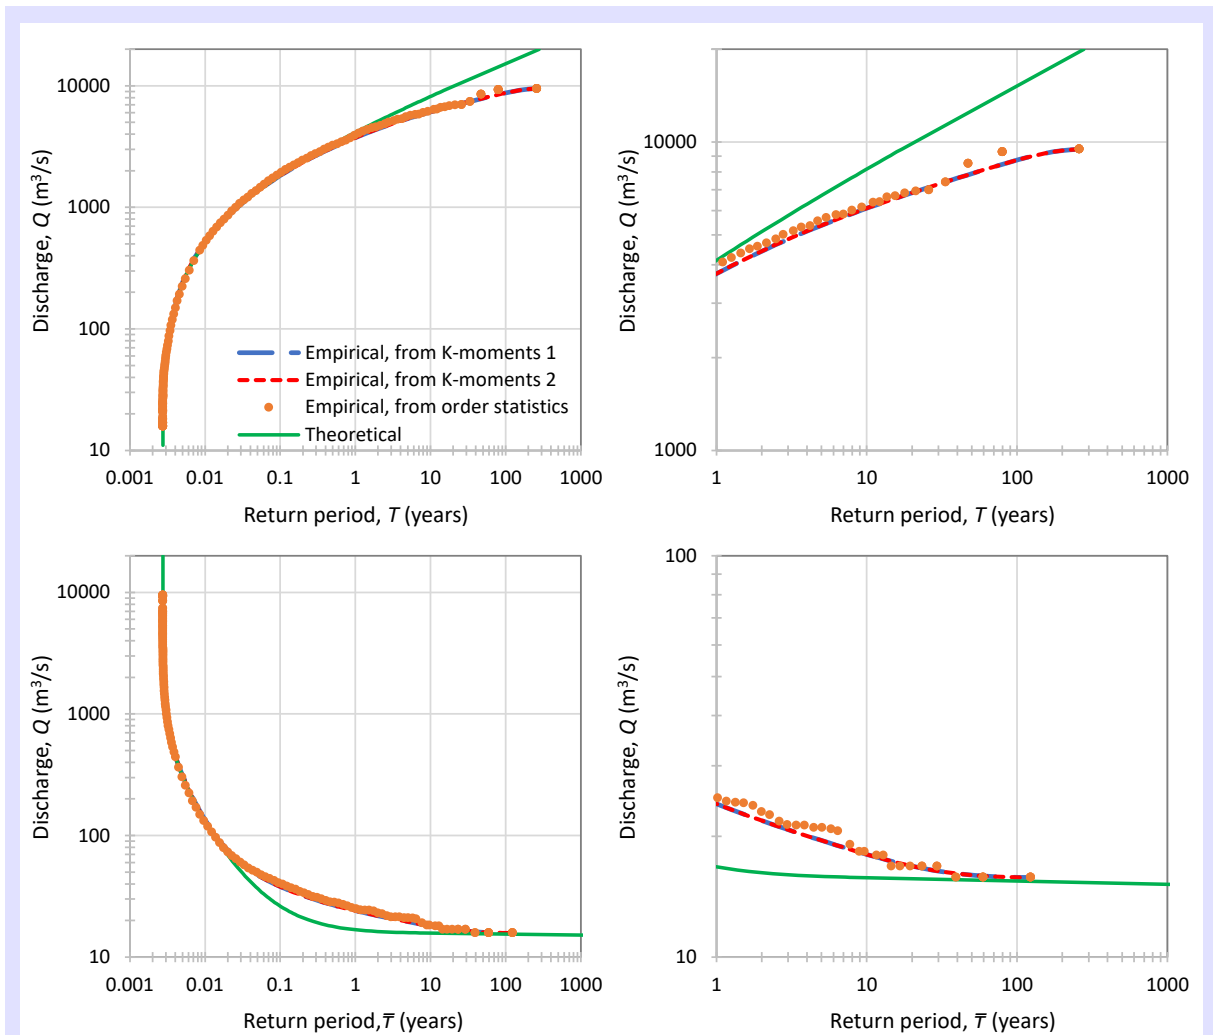 10000
1000
100
10
Discharge, Q (m³/s)
Empirical, from K-moments 1
Empirical, from K-moments 2
Empirical, from order statistics
Theoretical
0.001 0.01 0.1 1 10 100 1000
Return period, T (years)
10000
1000
Discharge, Q (m³/s)
1 10 100 1000
Return period, T (years)
10000
1000
100
10
Discharge, Q (m³/s)
0.001 0.01 0.1 1 10 100 1000
Return period,T̅ (years)
100
10
Discharge, Q (m³/s)
1 10 100 1000
Return period, T̅ (years)